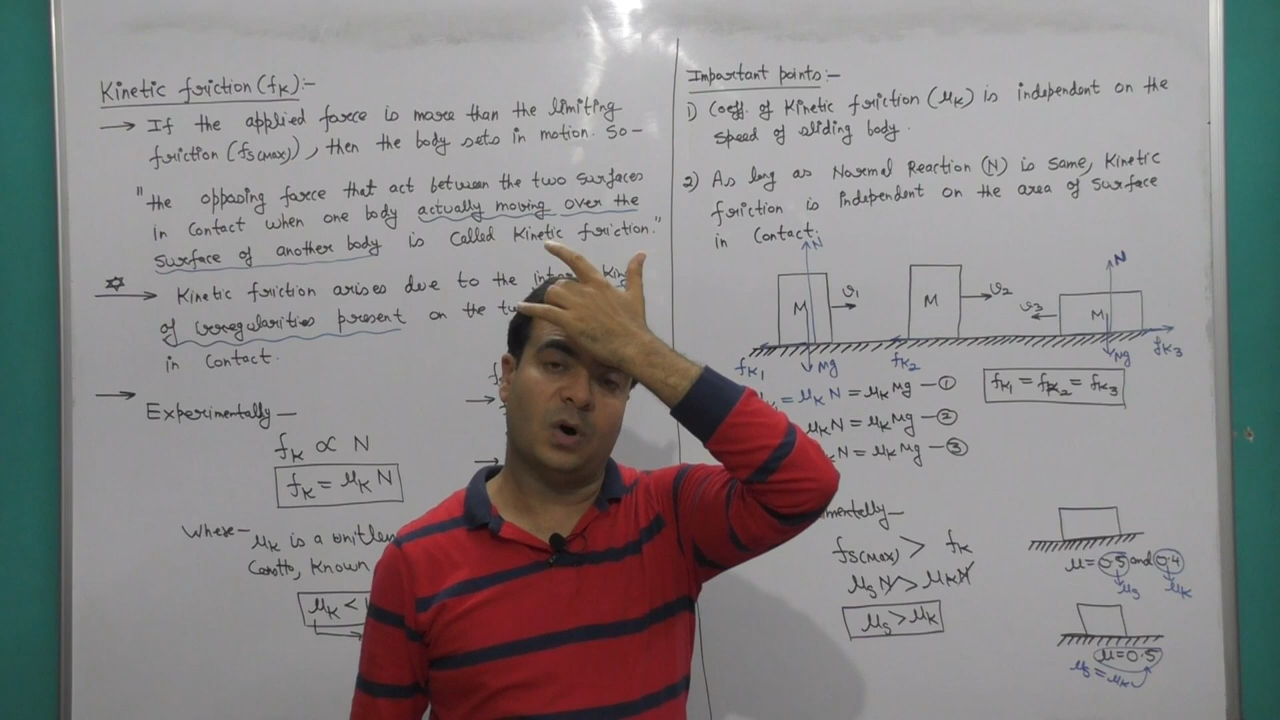 Kinetic friction (fK):-
→ If the applied force is more than the limiting
friction (fS(MAX)), then the body sets in motion. So-
"the opposing force that act between the two surfaces
in contact when one body actually moving over the
surface of another body is called Kinetic friction."
→ Kinetic friction arises due to the
of irregularities present on the
in contact.
→ Experimentally—
fK ∝ N
fK = μK N
Where- μK is a
Known
μK <
Important points:-
1) Coeff. of Kinetic friction (μK) is independent on the
speed of sliding body.
2) As long as Normal Reaction (N) is same, Kinetic
friction is independent on the area of surface
in contact.
N N
M v1 M v2 v3 M
fK1 Mg fK2 Mg fK3
= μK N = μK Mg — ①
μK N = μK Mg — ②
N = μK Mg — ③
fK1 = fK2 = fK3
fS(MAX) > fK
μS N > μK N
μS > μK
μ = 0.5 and 0.4
μS μK
μ = 0.5
μS = μK